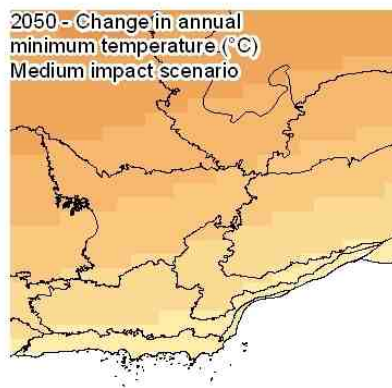 2050 - Change in annual
minimum temperature (°C)
Medium impact scenario